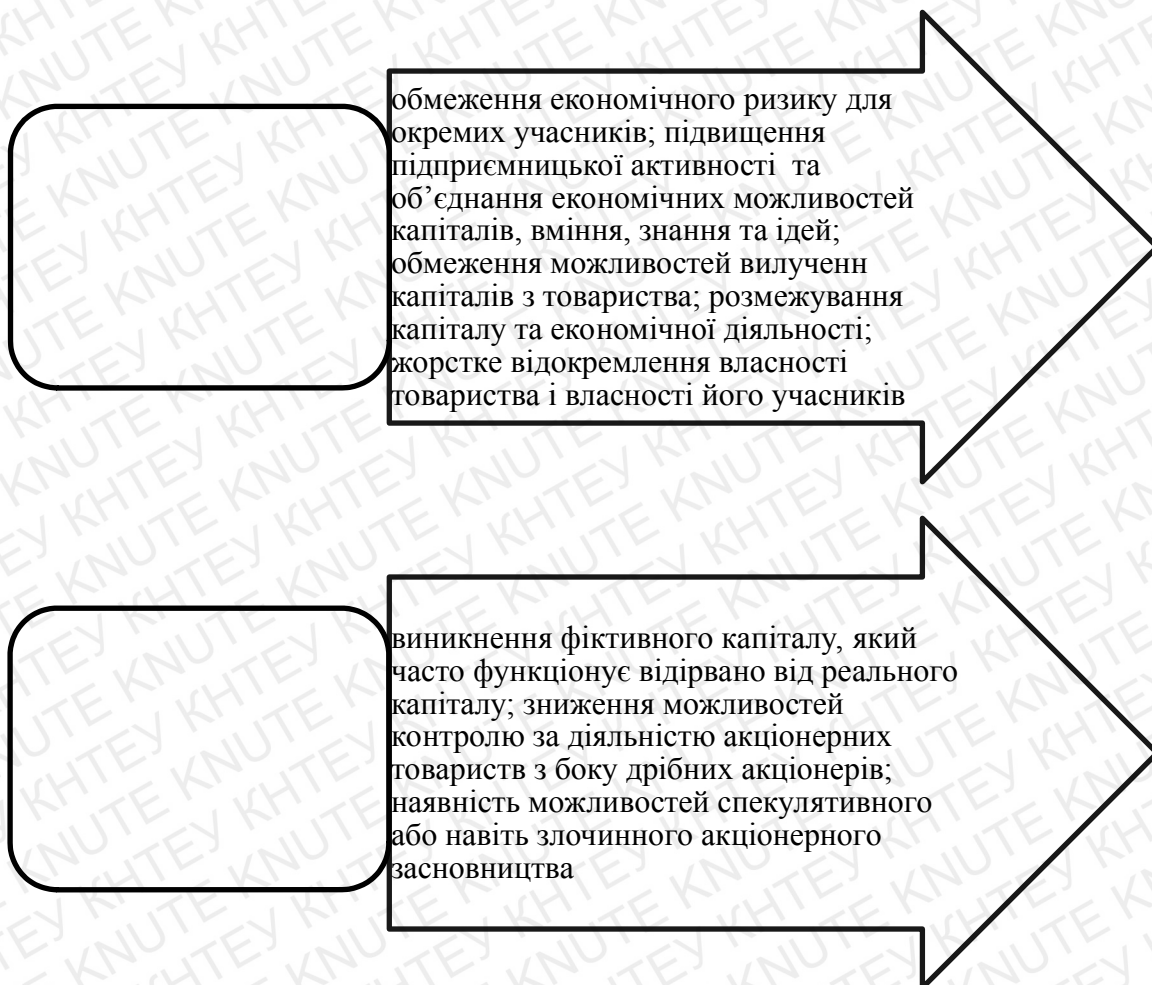 обмеження економічного ризику для
окремих учасників; підвищення
підприємницької активності та
об’єднання економічних можливостей
капіталів, вміння, знання та ідей;
обмеження можливостей вилученн
капіталів з товариства; розмежування
капіталу та економічної діяльності;
жорстке відокремлення власності
товариства і власності його учасників
виникнення фіктивного капіталу, який
часто функціонує відірвано від реального
капіталу; зниження можливостей
контролю за діяльністю акціонерних
товариств з боку дрібних акціонерів;
наявність можливостей спекулятивного
або навіть злочинного акціонерного
засновництва